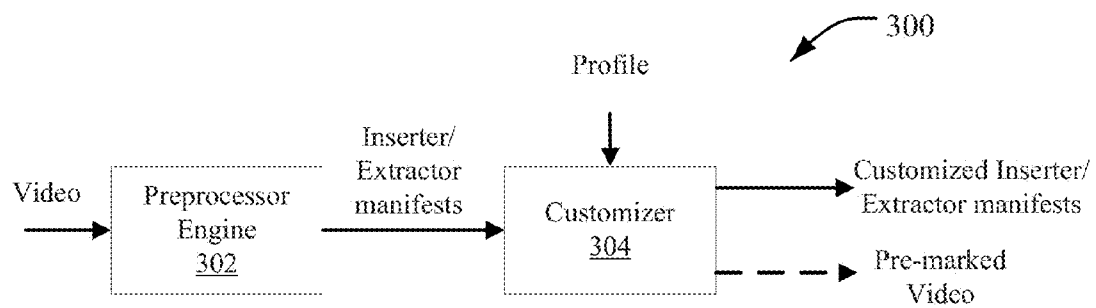 300
Profile
Video
Preprocessor
Engine
302
Inserter/
Extractor
manifests
Customizer
304
Customized Inserter/
Extractor manifests
Pre-marked
Video